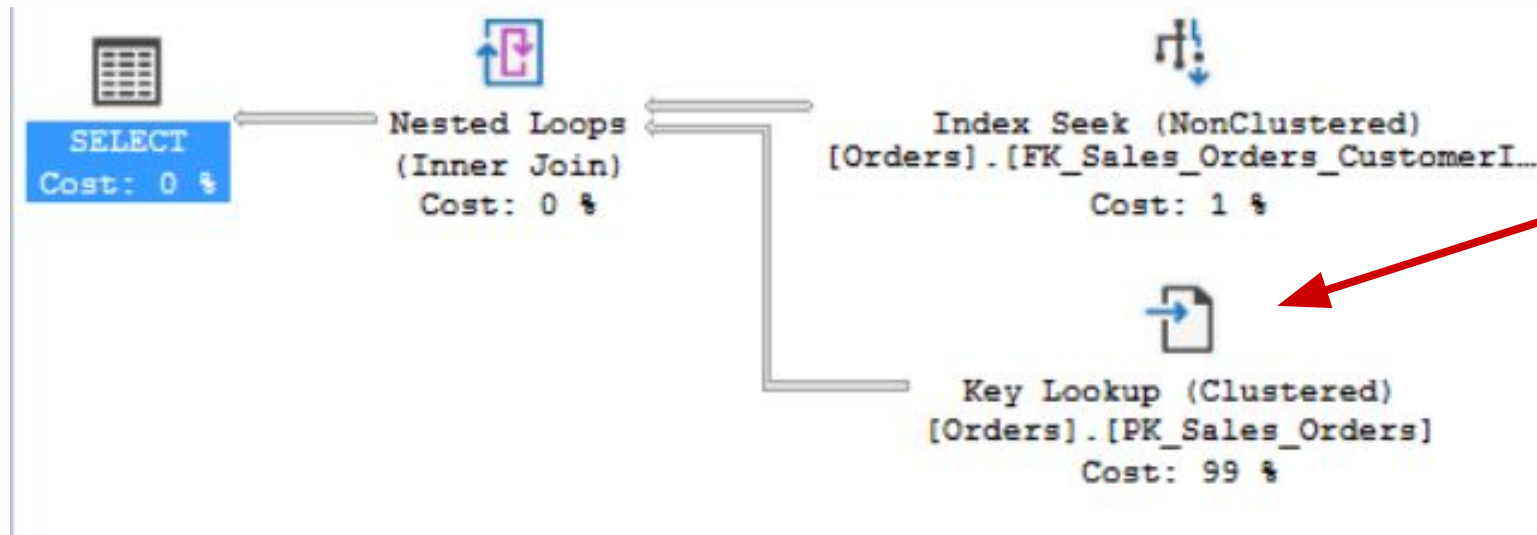 SELECT
Cost: 0 %
Nested Loops
(Inner Join)
Cost: 0 %
Index Seek (NonClustered)
[Orders].[FK_Sales_Orders_CustomerI…
Cost: 1 %
Key Lookup (Clustered)
[Orders].[PK_Sales_Orders]
Cost: 99 %